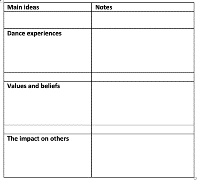 Main ideas
Notes
Dance experiences
Values and beliefs
The impact on others